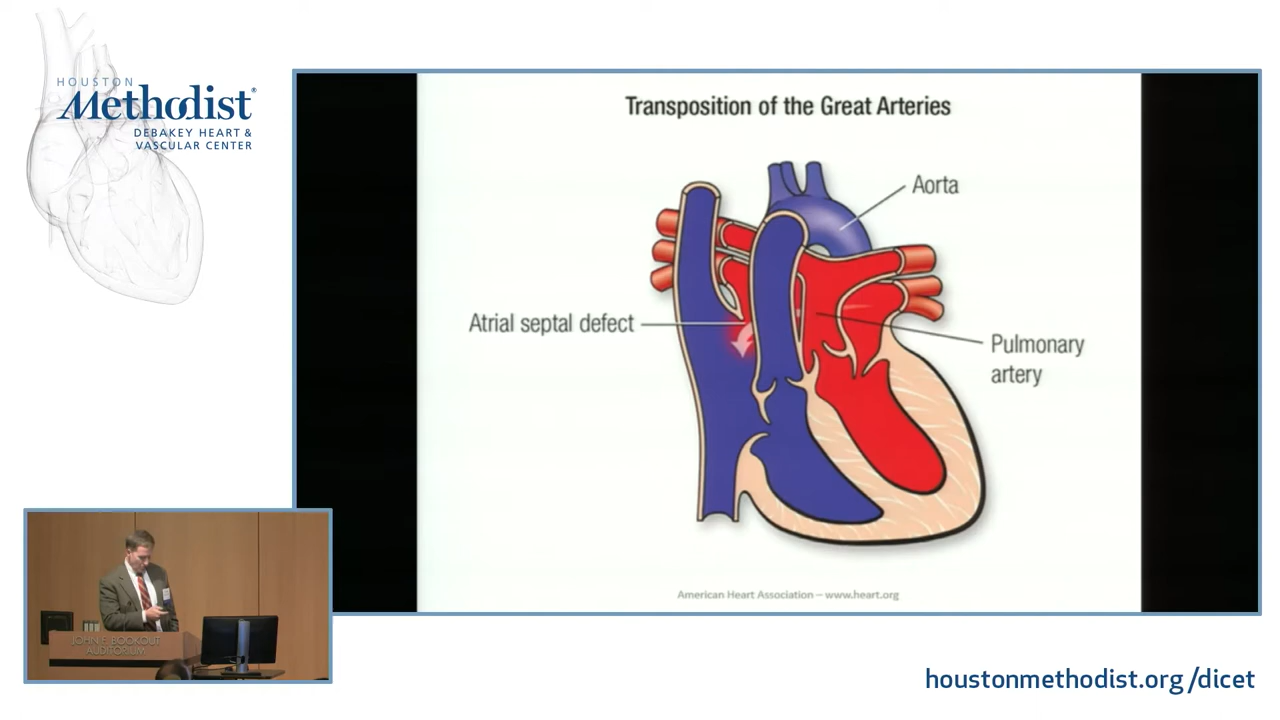 HOUSTON
Methodist®
DEBAKEY HEART &
VASCULAR CENTER
Transposition of the Great Arteries
Aorta
Atrial septal defect
Pulmonary
artery
American Heart Association – www.heart.org
JOHN F. BOOKOUT
AUDITORIUM
houstonmethodist.org/dicet